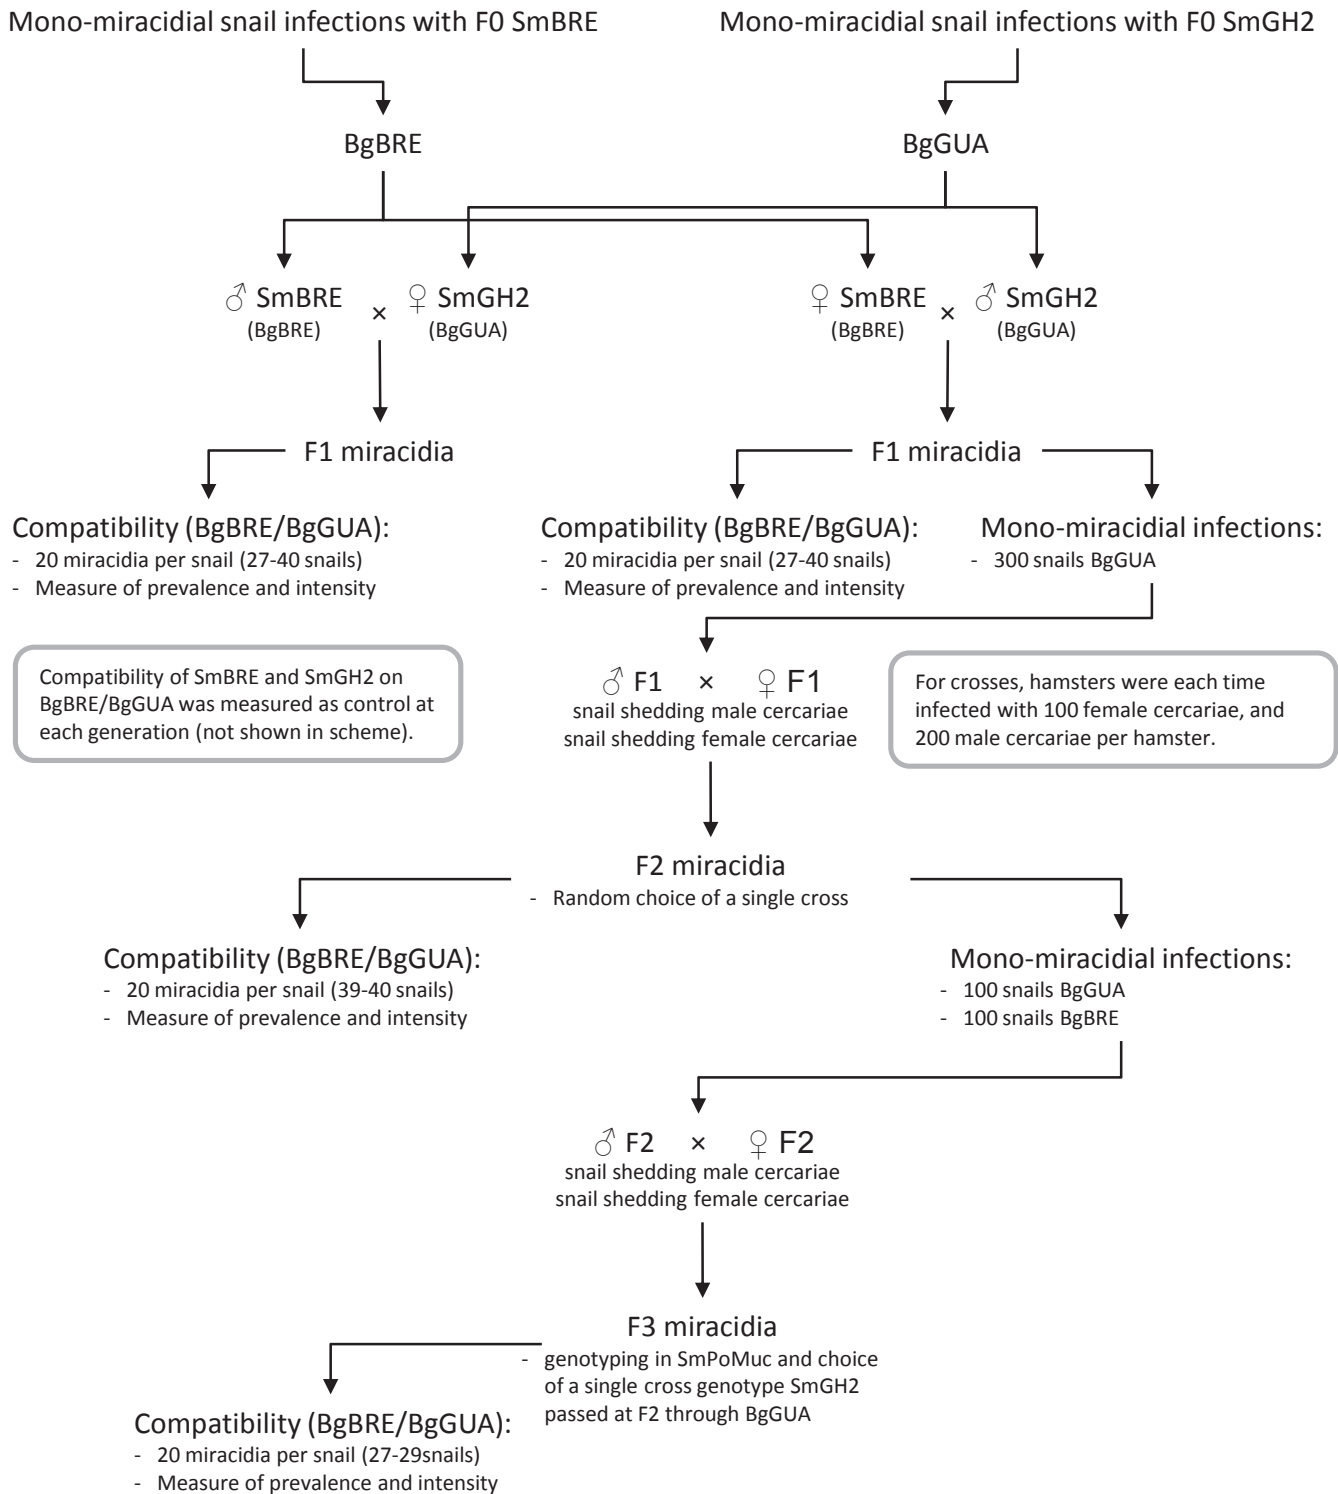 Mono-miracidial snail infections with F0 SmBRE
Mono-miracidial snail infections with F0 SmGH2
BgBRE
BgGUA
♂ SmBRE
(BgBRE)
×
♀ SmGH2
(BgGUA)
♀ SmBRE
(BgBRE)
×
♂ SmGH2
(BgGUA)
F1 miracidia
F1 miracidia
Compatibility (BgBRE/BgGUA):
- 20 miracidia per snail (27-40 snails)
- Measure of prevalence and intensity
Compatibility (BgBRE/BgGUA):
- 20 miracidia per snail (27-40 snails)
- Measure of prevalence and intensity
Mono-miracidial infections:
- 300 snails BgGUA
Compatibility of SmBRE and SmGH2 on
BgBRE/BgGUA was measured as control at
each generation (not shown in scheme).
♂ F1 × ♀ F1
snail shedding male cercariae
snail shedding female cercariae
For crosses, hamsters were each time
infected with 100 female cercariae, and
200 male cercariae per hamster.
F2 miracidia
- Random choice of a single cross
Compatibility (BgBRE/BgGUA):
- 20 miracidia per snail (39-40 snails)
- Measure of prevalence and intensity
Mono-miracidial infections:
- 100 snails BgGUA
- 100 snails BgBRE
♂ F2 × ♀ F2
snail shedding male cercariae
snail shedding female cercariae
F3 miracidia
- genotyping in SmPoMuc and choice
of a single cross genotype SmGH2
passed at F2 through BgGUA
Compatibility (BgBRE/BgGUA):
- 20 miracidia per snail (27-29snails)
- Measure of prevalence and intensity